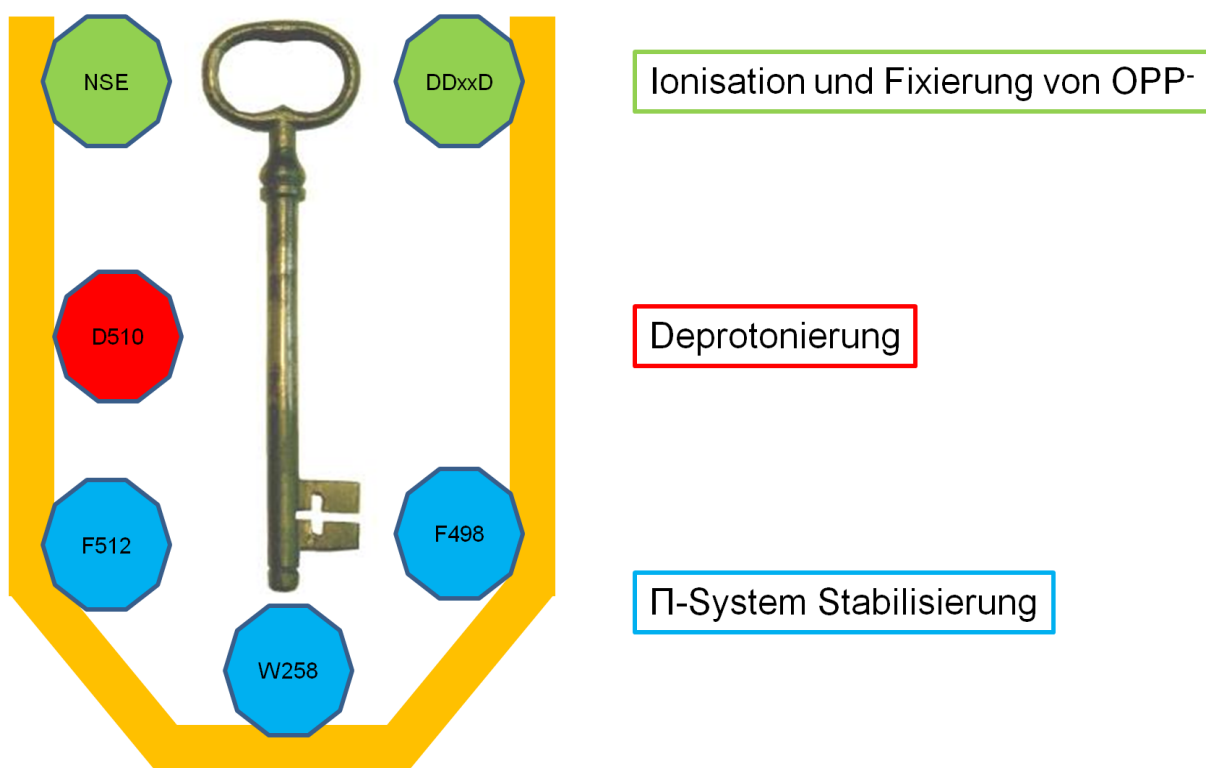 NSE
DDxxD
Ionisation und Fixierung von OPP⁻
D510
Deprotonierung
F512
F498
Π-System Stabilisierung
W258